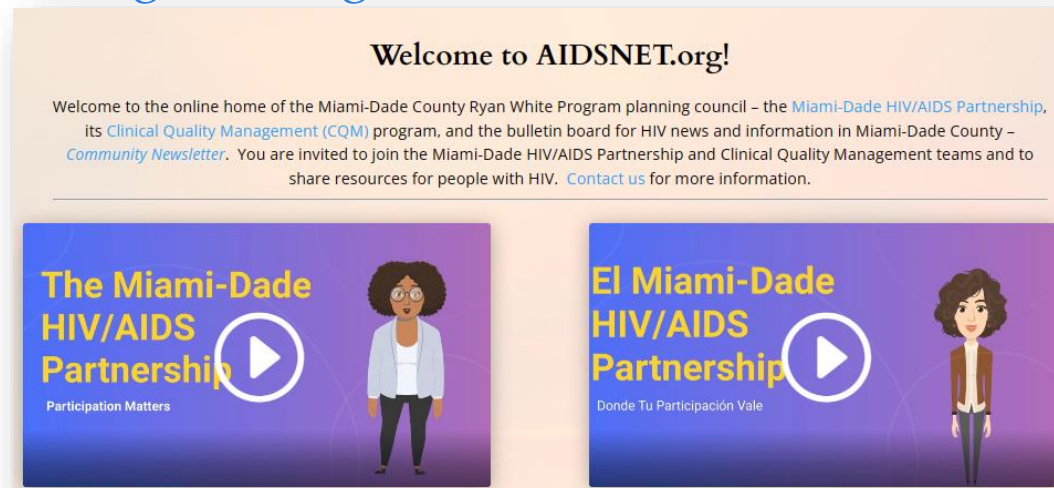 Welcome to AIDSNET.org!
Welcome to the online home of the Miami-Dade County Ryan White Program planning council – the Miami-Dade HIV/AIDS Partnership,
its Clinical Quality Management (CQM) program, and the bulletin board for HIV news and information in Miami-Dade County –
Community Newsletter. You are invited to join the Miami-Dade HIV/AIDS Partnership and Clinical Quality Management teams and to
share resources for people with HIV. Contact us for more information.
The Miami-Dade
HIV/AIDS
Partnership
Participation Matters
El Miami-Dade
HIV/AIDS
Partnership
Donde Tu Participación Vale